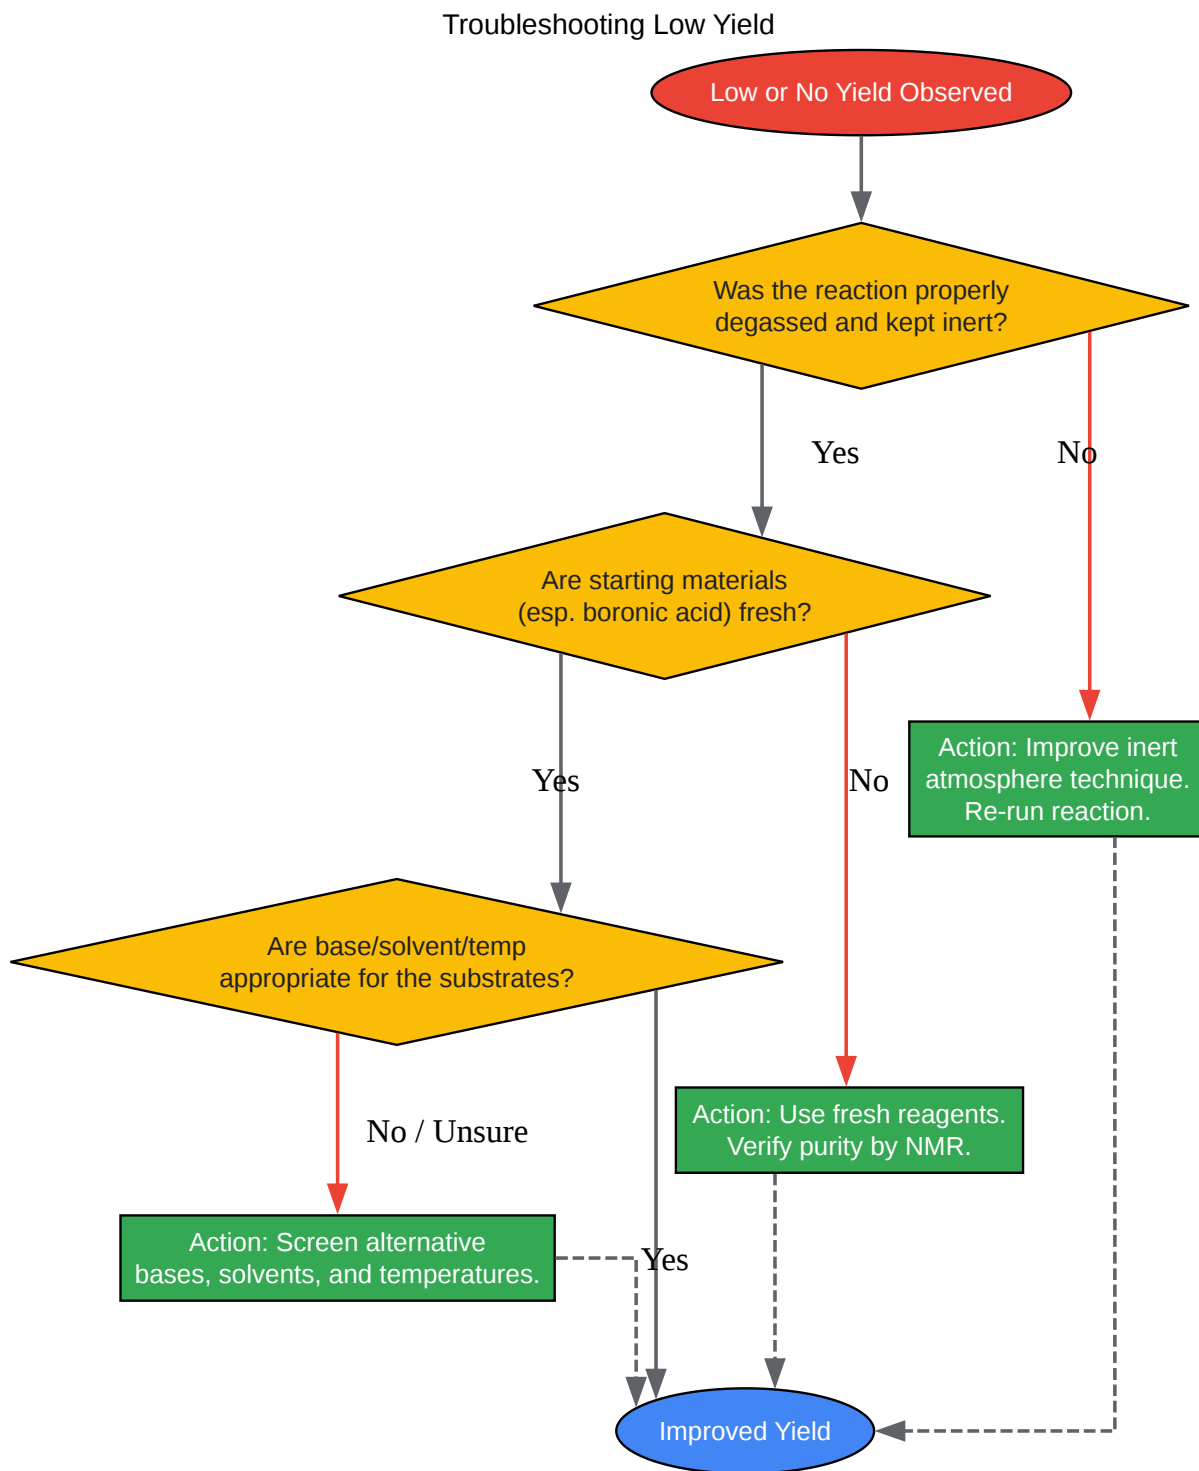 Troubleshooting Low Yield
Low or No Yield Observed
Was the reaction properly
degassed and kept inert?
Yes
No
Are starting materials
(esp. boronic acid) fresh?
Action: Improve inert
atmosphere technique.
Re-run reaction.
Yes
No
Are base/solvent/temp
appropriate for the substrates?
Action: Use fresh reagents.
Verify purity by NMR.
No / Unsure
Action: Screen alternative
bases, solvents, and temperatures.
Yes
Improved Yield